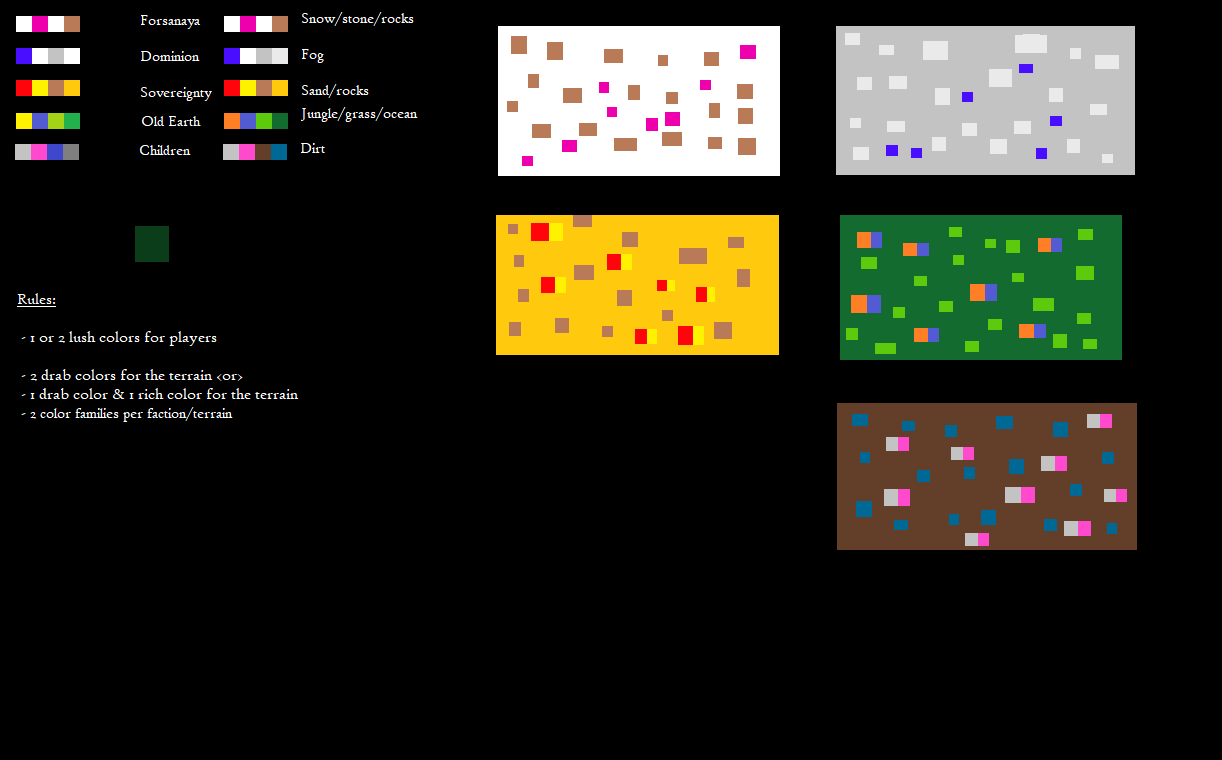 Forsanaya
Snow/stone/rocks
Dominion
Fog
Sovereignty
Sand/rocks
Old Earth
Jungle/grass/ocean
Children
Dirt
Rules:
- 1 or 2 lush colors for players
- 2 drab colors for the terrain <or>
- 1 drab color & 1 rich color for the terrain
- 2 color families per faction/terrain